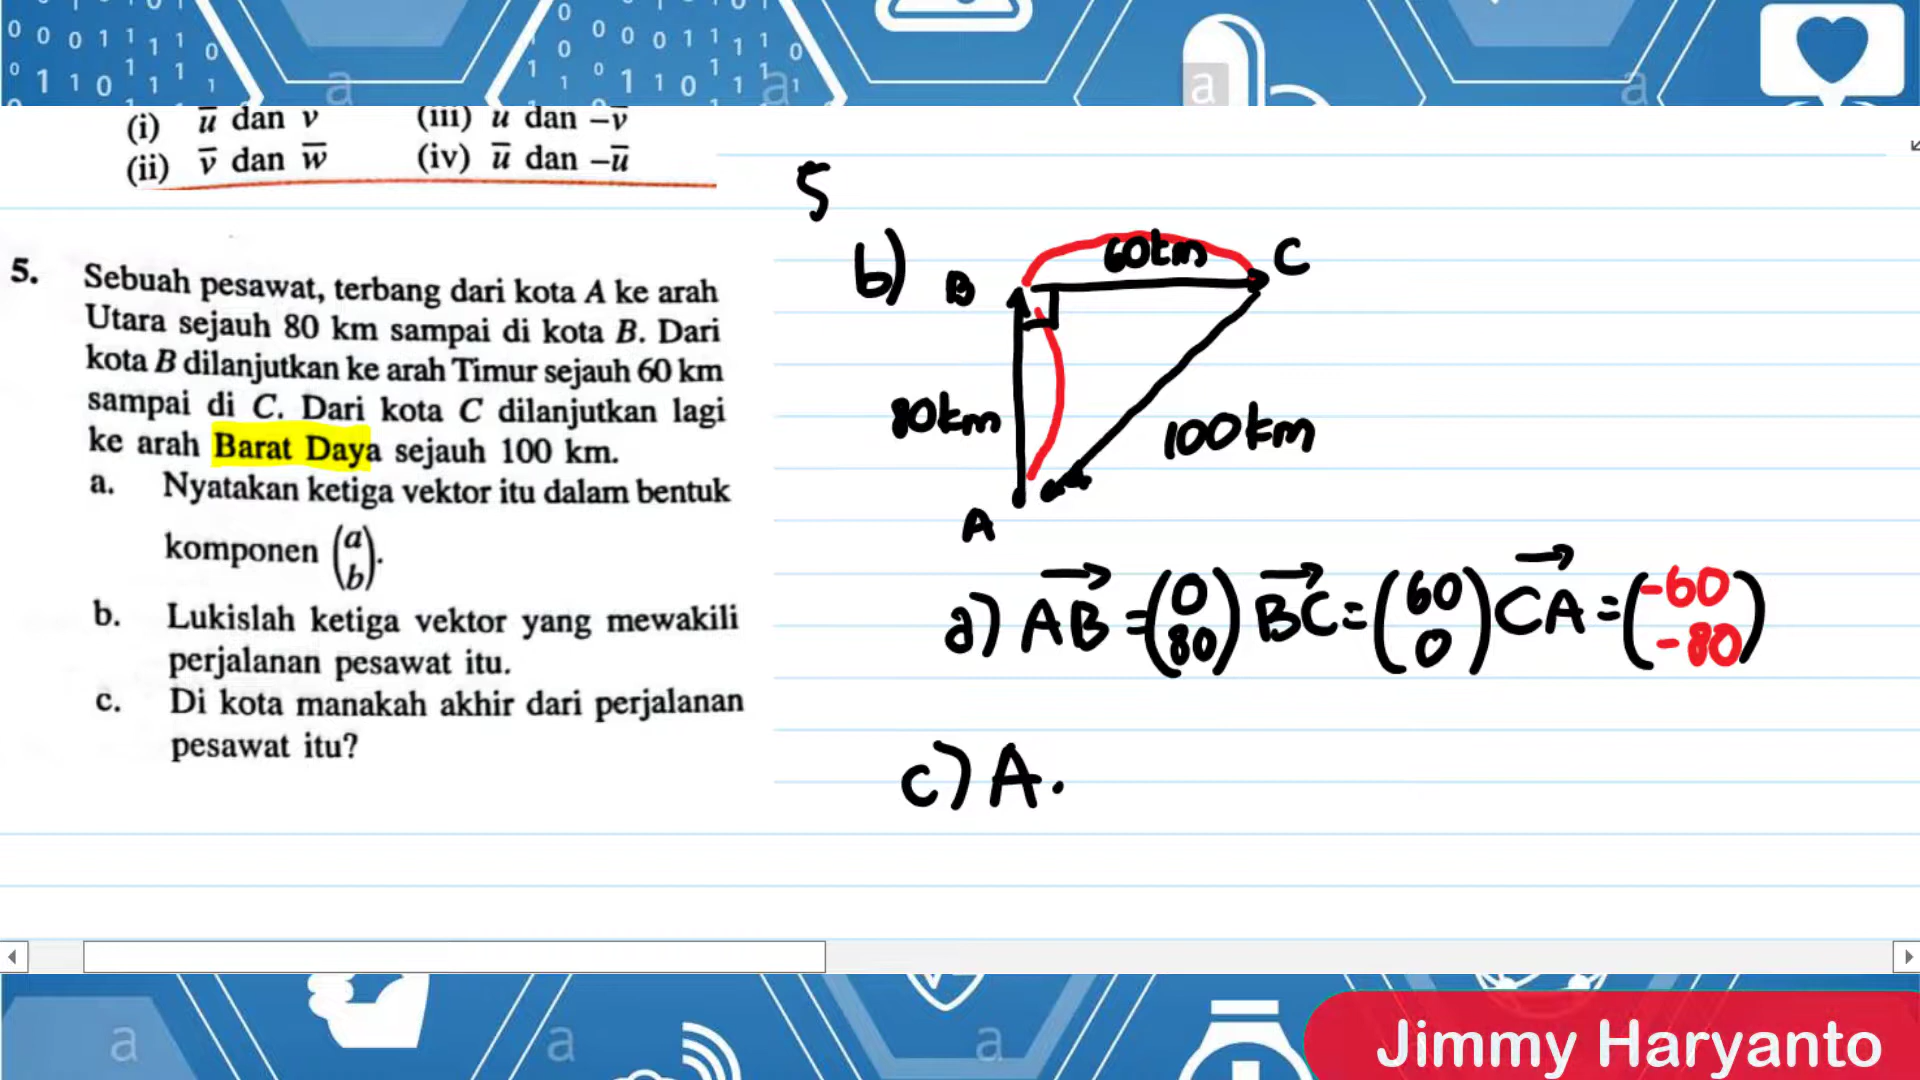 (i) u̅ dan v
(iii) u dan –v̅
(ii) v̅ dan w̅
(iv) u̅ dan –u̅
5. Sebuah pesawat, terbang dari kota A ke arah
Utara sejauh 80 km sampai di kota B. Dari
kota B dilanjutkan ke arah Timur sejauh 60 km
sampai di C. Dari kota C dilanjutkan lagi
ke arah Barat Daya sejauh 100 km.
a. Nyatakan ketiga vektor itu dalam bentuk
komponen (a b).
b. Lukislah ketiga vektor yang mewakili
perjalanan pesawat itu.
c. Di kota manakah akhir dari perjalanan
pesawat itu?
5
b)
B
60km
C
80km
100km
A
a) AB = (0 80) BC = (60 0) CA = (-60 -80)
c) A.
Jimmy Haryanto